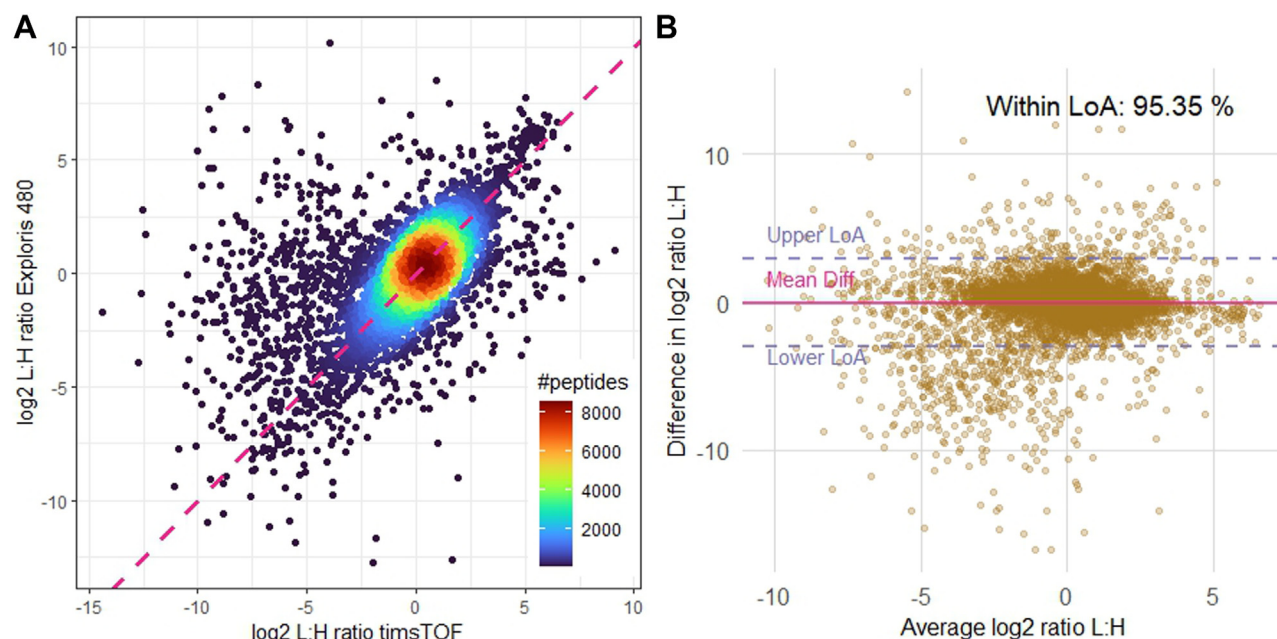 A
log2 L:H ratio Exploris 480
10
5
0
-5
-10
-15
-10
-5
0
5
10
log2 L:H ratio timsTOF
#peptides
8000
6000
4000
2000
B
Within LoA: 95.35 %
Difference in log2 ratio L:H
10
0
-10
Upper LoA
Mean Diff
Lower LoA
-10
-5
0
5
Average log2 ratio L:H